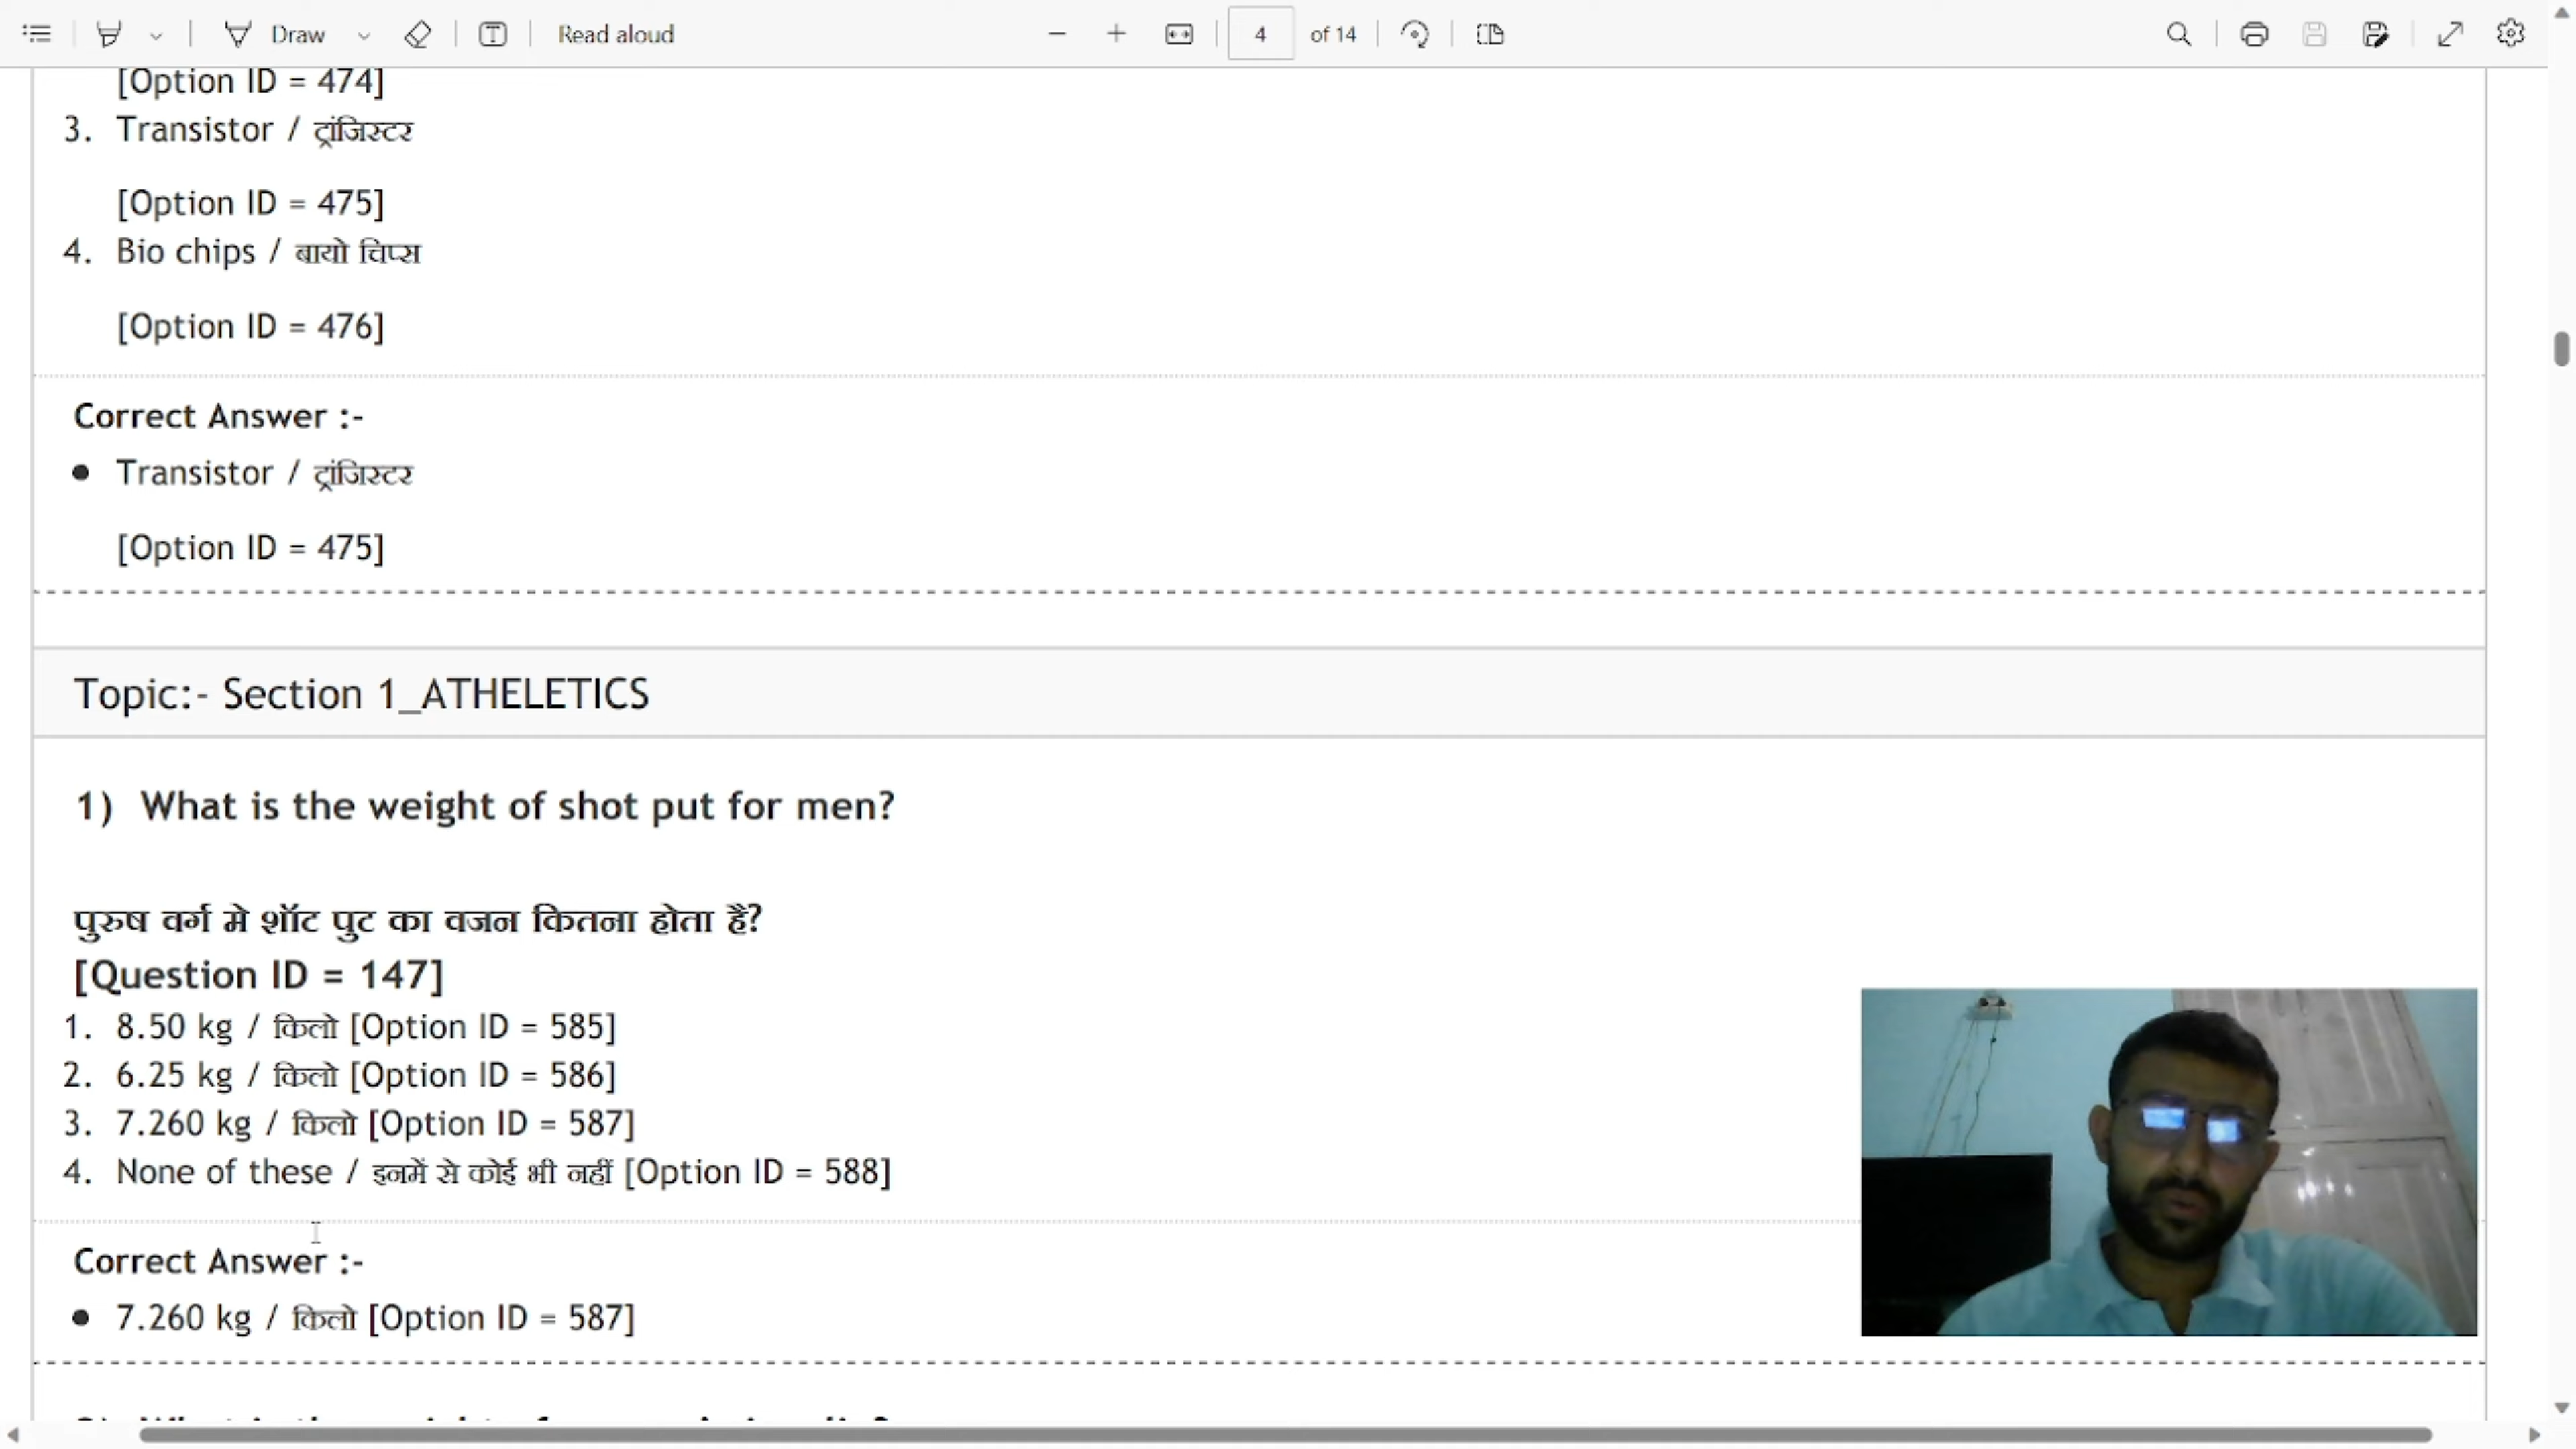 Draw
Read aloud
4 of 14
[Option ID = 474]
3. Transistor / ट्रांजिस्टर
[Option ID = 475]
4. Bio chips / बायो चिप्स
[Option ID = 476]
Correct Answer :-
• Transistor / ट्रांजिस्टर
[Option ID = 475]
Topic:- Section 1_ATHELETICS
1) What is the weight of shot put for men?
पुरुष वर्ग मे शॉट पुट का वजन कितना होता है?
[Question ID = 147]
1. 8.50 kg / किलो [Option ID = 585]
2. 6.25 kg / किलो [Option ID = 586]
3. 7.260 kg / किलो [Option ID = 587]
4. None of these / इनमें से कोई भी नहीं [Option ID = 588]
Correct Answer :-
• 7.260 kg / किलो [Option ID = 587]